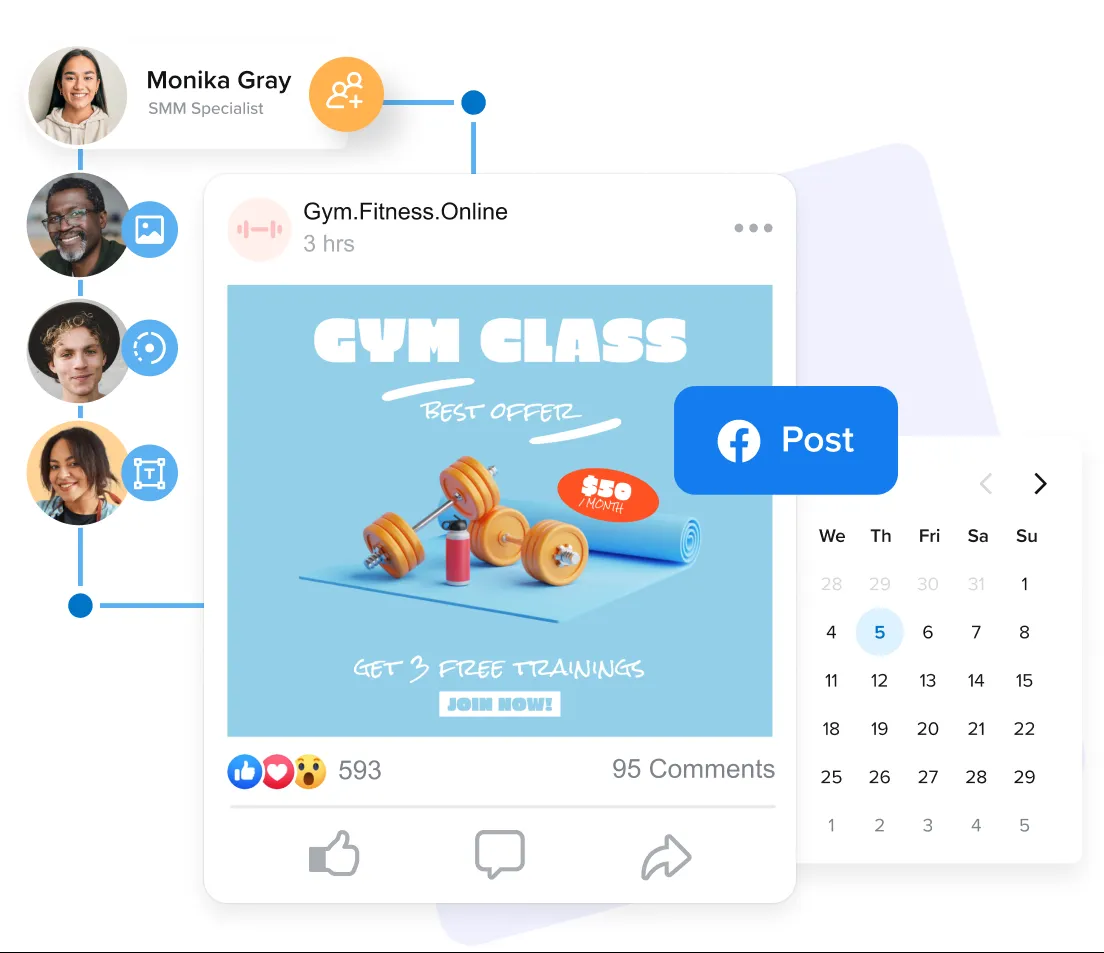 Monika Gray
SMM Specialist
Gym.Fitness.Online
3 hrs
GYM CLASS
BEST OFFER
$50
/MONTH
GET 3 FREE TRAININGS
JOIN NOW!
593
95 Comments
Post
We Th Fri Sa Su
28 29 30 31 1
4 5 6 7 8
11 12 13 14 15
18 19 20 21 22
25 26 27 28 29
1 2 3 4 5
T